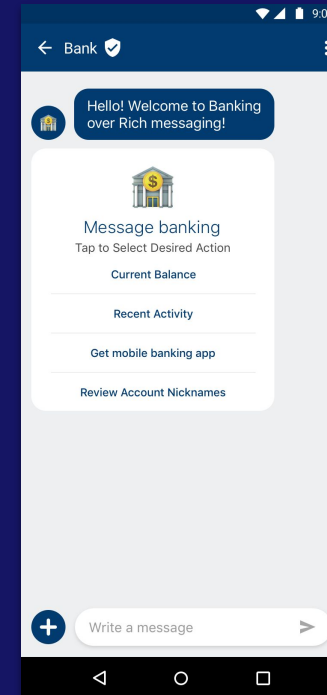 9:0
Bank
Hello! Welcome to Banking
over Rich messaging!
$
Message banking
Tap to Select Desired Action
Current Balance
Recent Activity
Get mobile banking app
Review Account Nicknames
Write a message